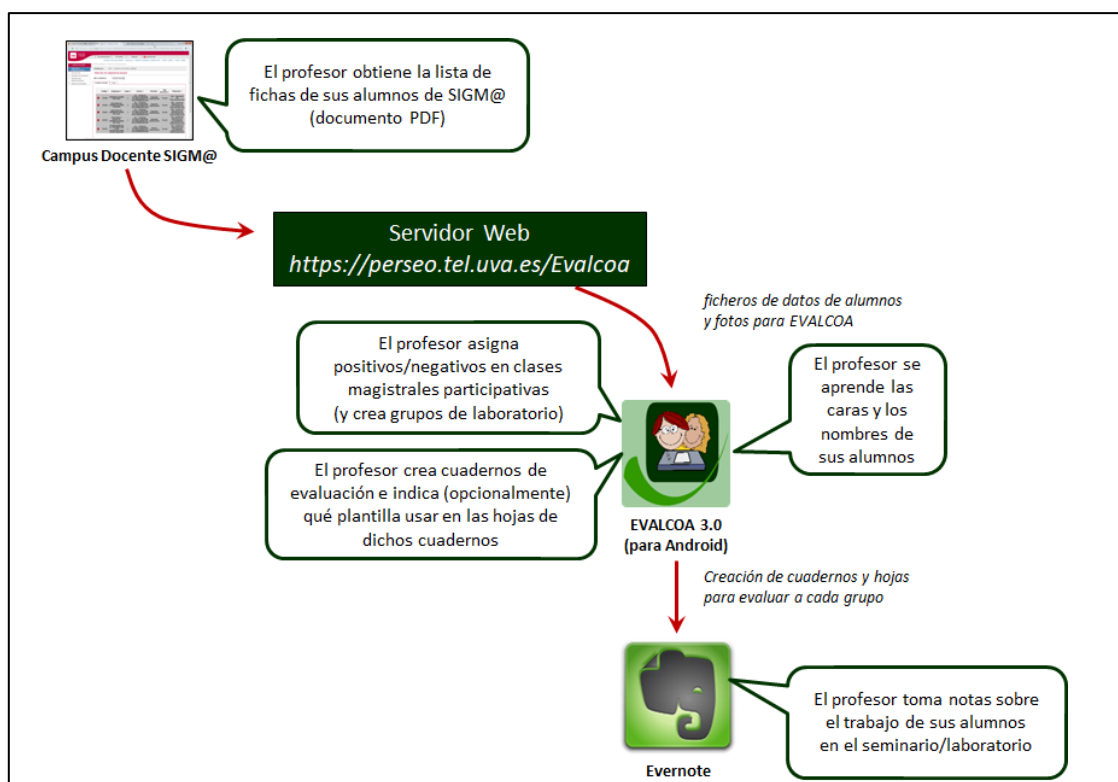 El profesor obtiene la lista de
fichas de sus alumnos de SIGM@
(documento PDF)
Campus Docente SIGM@
Servidor Web
https://perseo.tel.uva.es/Evalcoa
ficheros de datos de alumnos
y fotos para EVALCOA
El profesor asigna
positivos/negativos en clases
magistrales participativas
(y crea grupos de laboratorio)
El profesor se
aprende las
caras y los
nombres de
sus alumnos
El profesor crea cuadernos de
evaluación e indica (opcionalmente)
qué plantilla usar en las hojas de
dichos cuadernos
EVALCOA 3.0
(para Android)
Creación de cuadernos y hojas
para evaluar a cada grupo
El profesor toma notas sobre
el trabajo de sus alumnos
en el seminario/laboratorio
Evernote